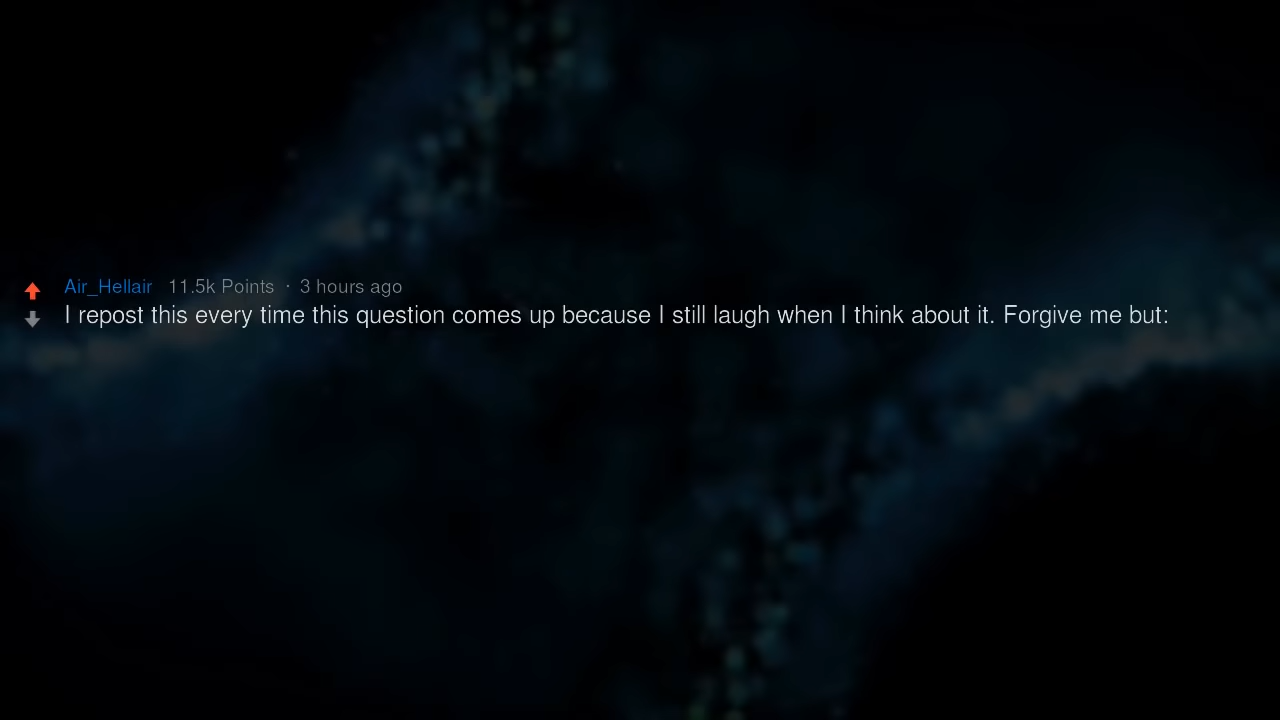 Air_Hellair 11.5k Points · 3 hours ago
I repost this every time this question comes up because I still laugh when I think about it. Forgive me but: